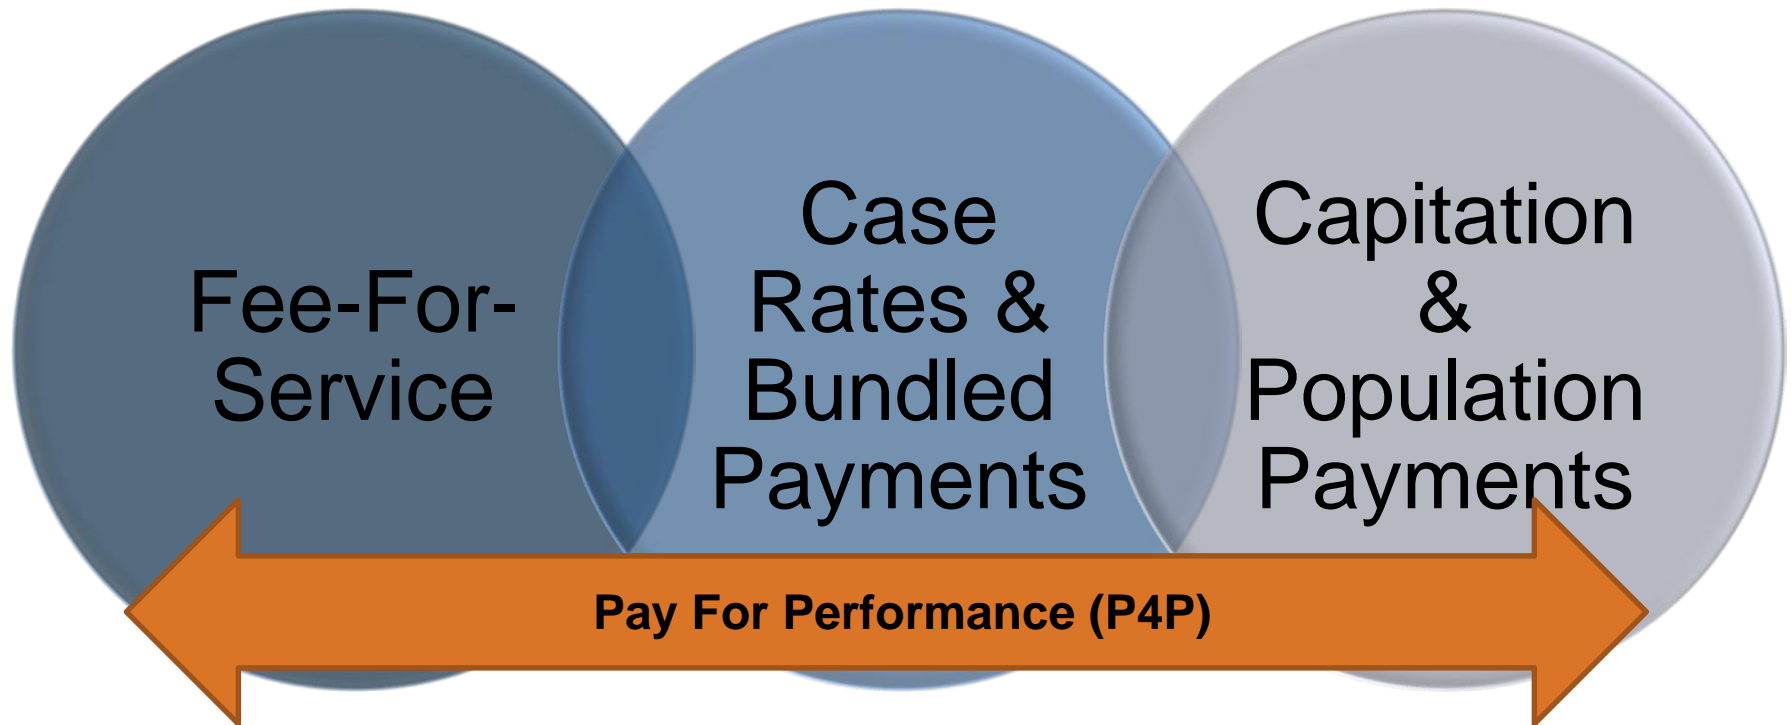 Fee-For-
Service
Case
Rates &
Bundled
Payments
Capitation
&
Population
Payments
Pay For Performance (P4P)